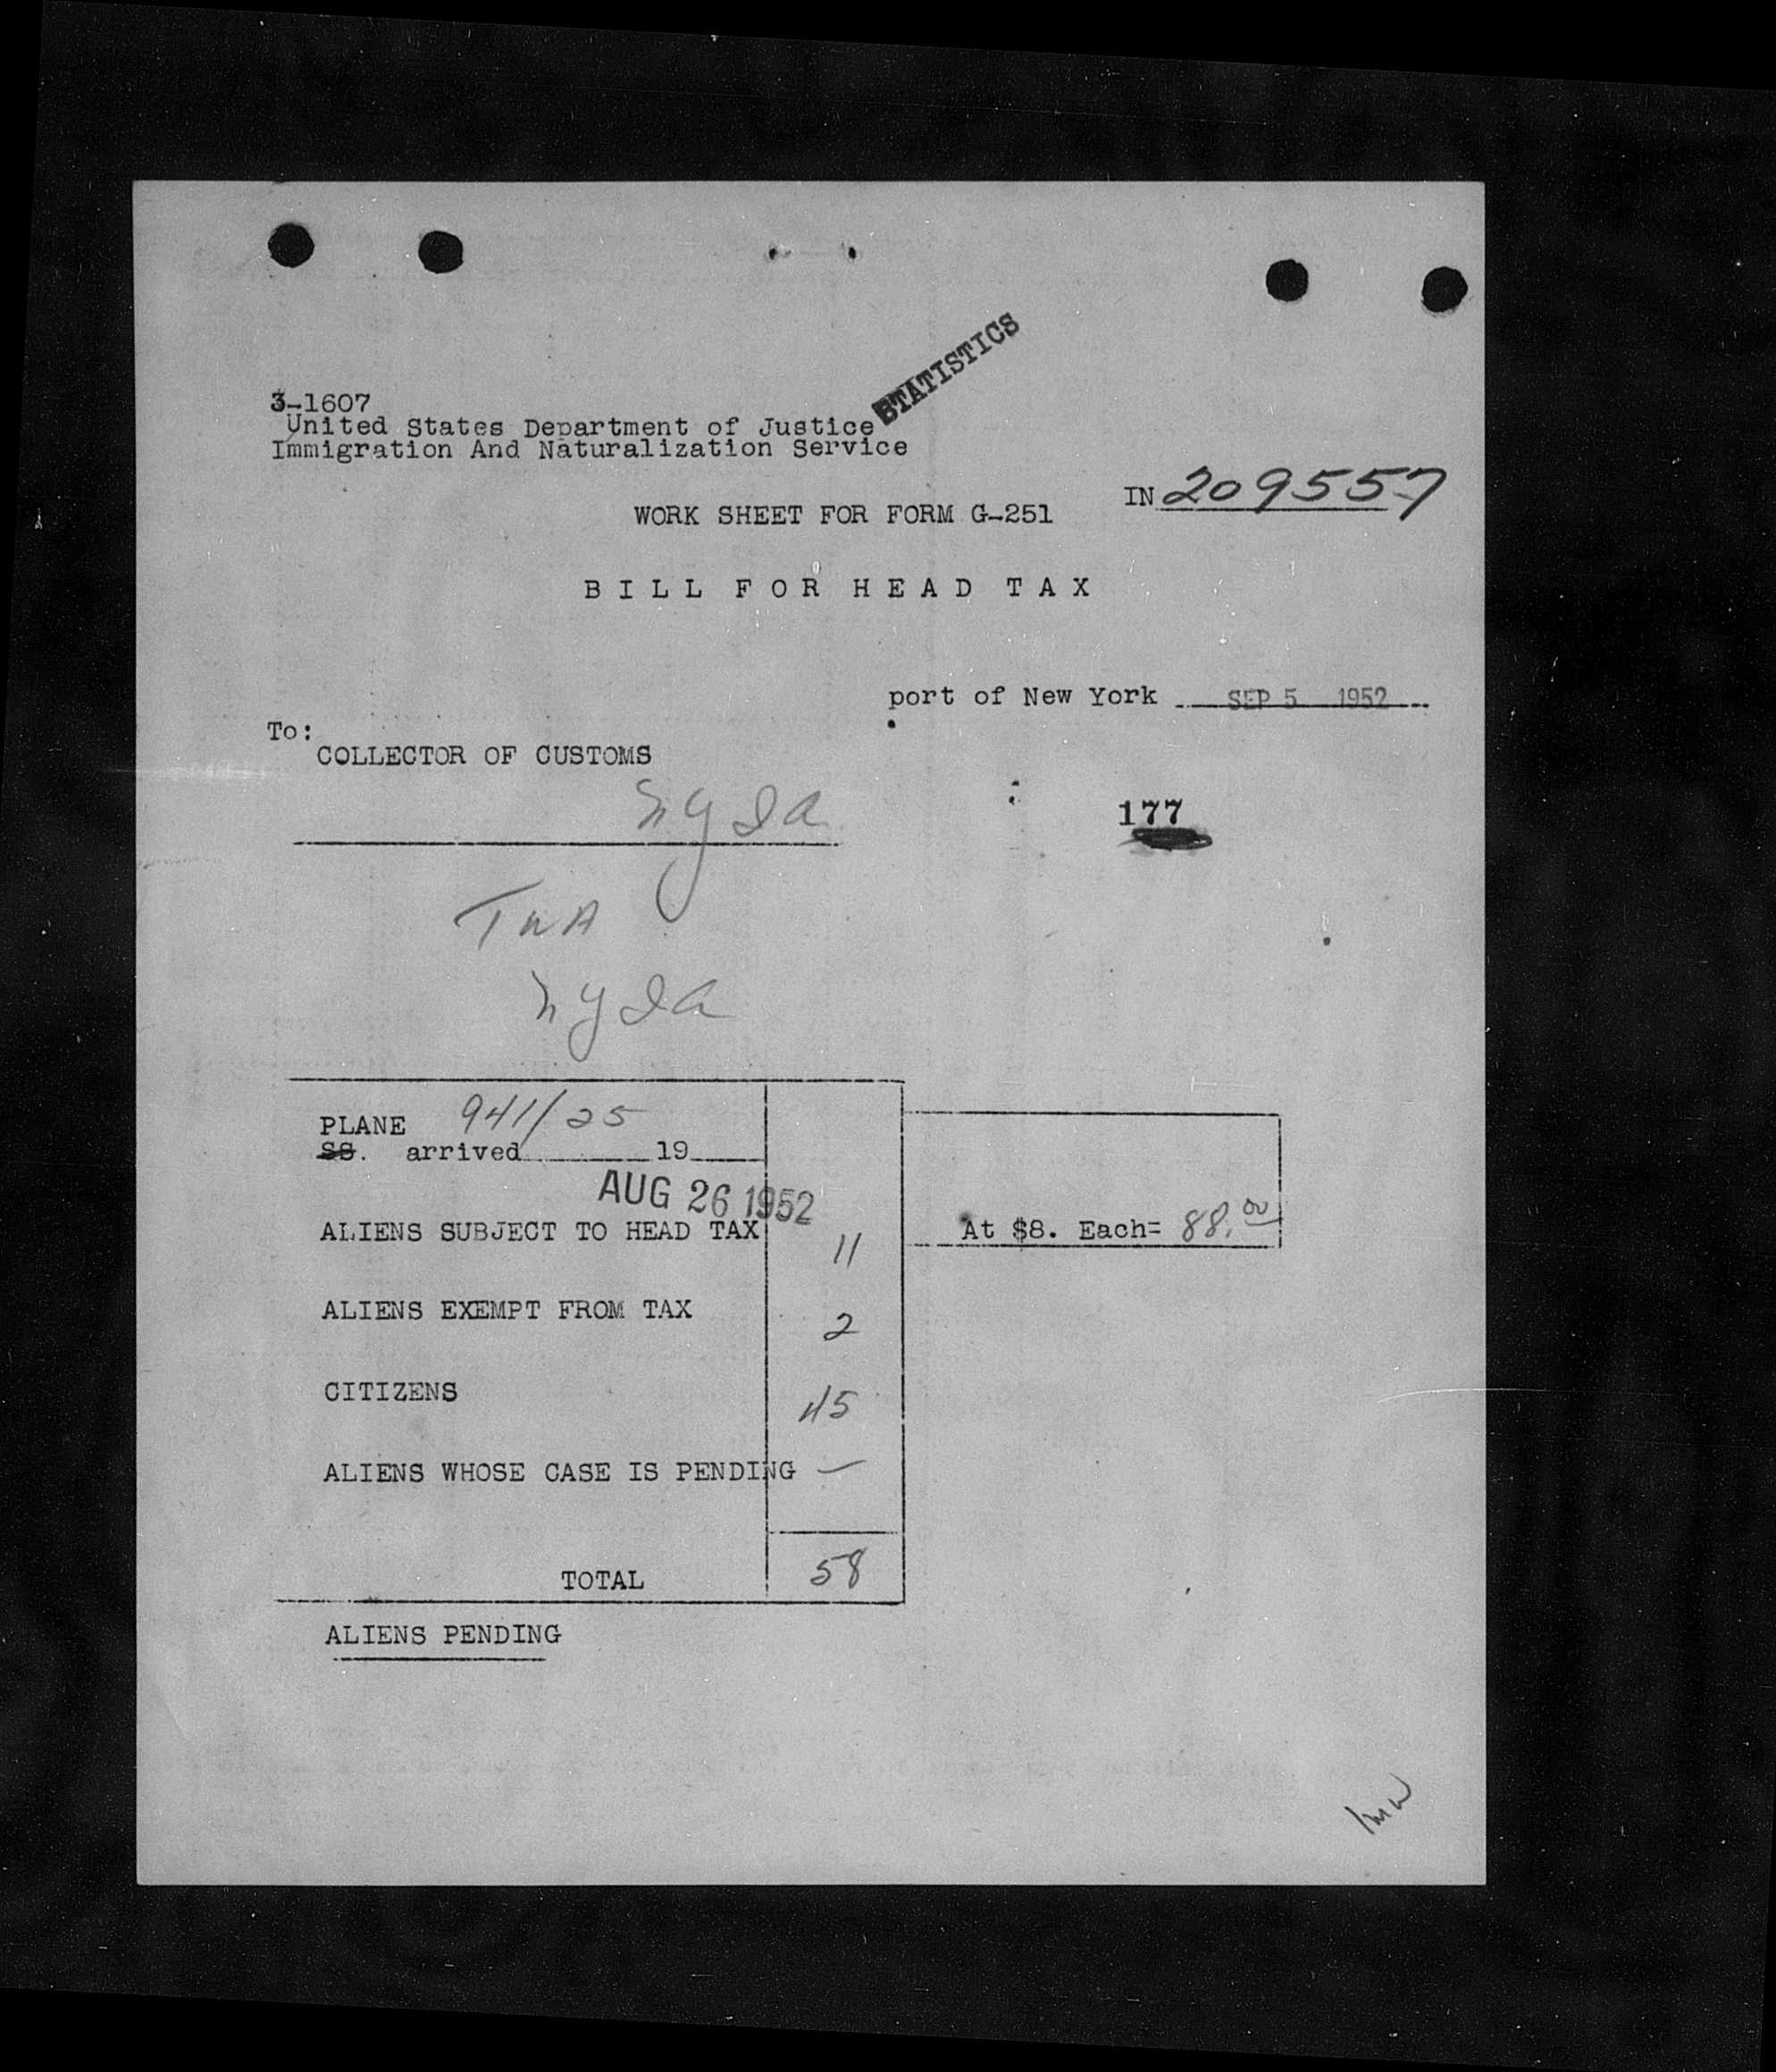 STATISTICS
3-1607
United States Department of Justice
Immigration And Naturalization Service
IN 209557
WORK SHEET FOR FORM G-251
BILL FOR HEAD TAX
port of New York SEP 5 1952
To:
COLLECTOR OF CUSTOMS
NYIA
177
TWA
NYIA
PLANE 941/25
SS. arrived 19
AUG 26 1952
ALIENS SUBJECT TO HEAD TAX 11 At $8. Each= 88.00
ALIENS EXEMPT FROM TAX 2
CITIZENS 45
ALIENS WHOSE CASE IS PENDING —
TOTAL 58
ALIENS PENDING